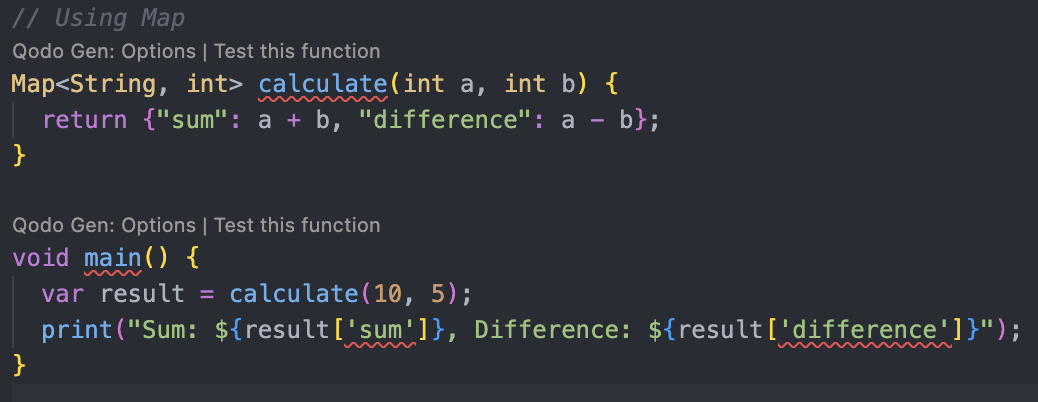 // Using Map
Qodo Gen: Options | Test this function
Map<String, int> calculate(int a, int b) {
  return {"sum": a + b, "difference": a - b};
}
Qodo Gen: Options | Test this function
void main() {
  var result = calculate(10, 5);
  print("Sum: ${result['sum']}, Difference: ${result['difference']}");
}